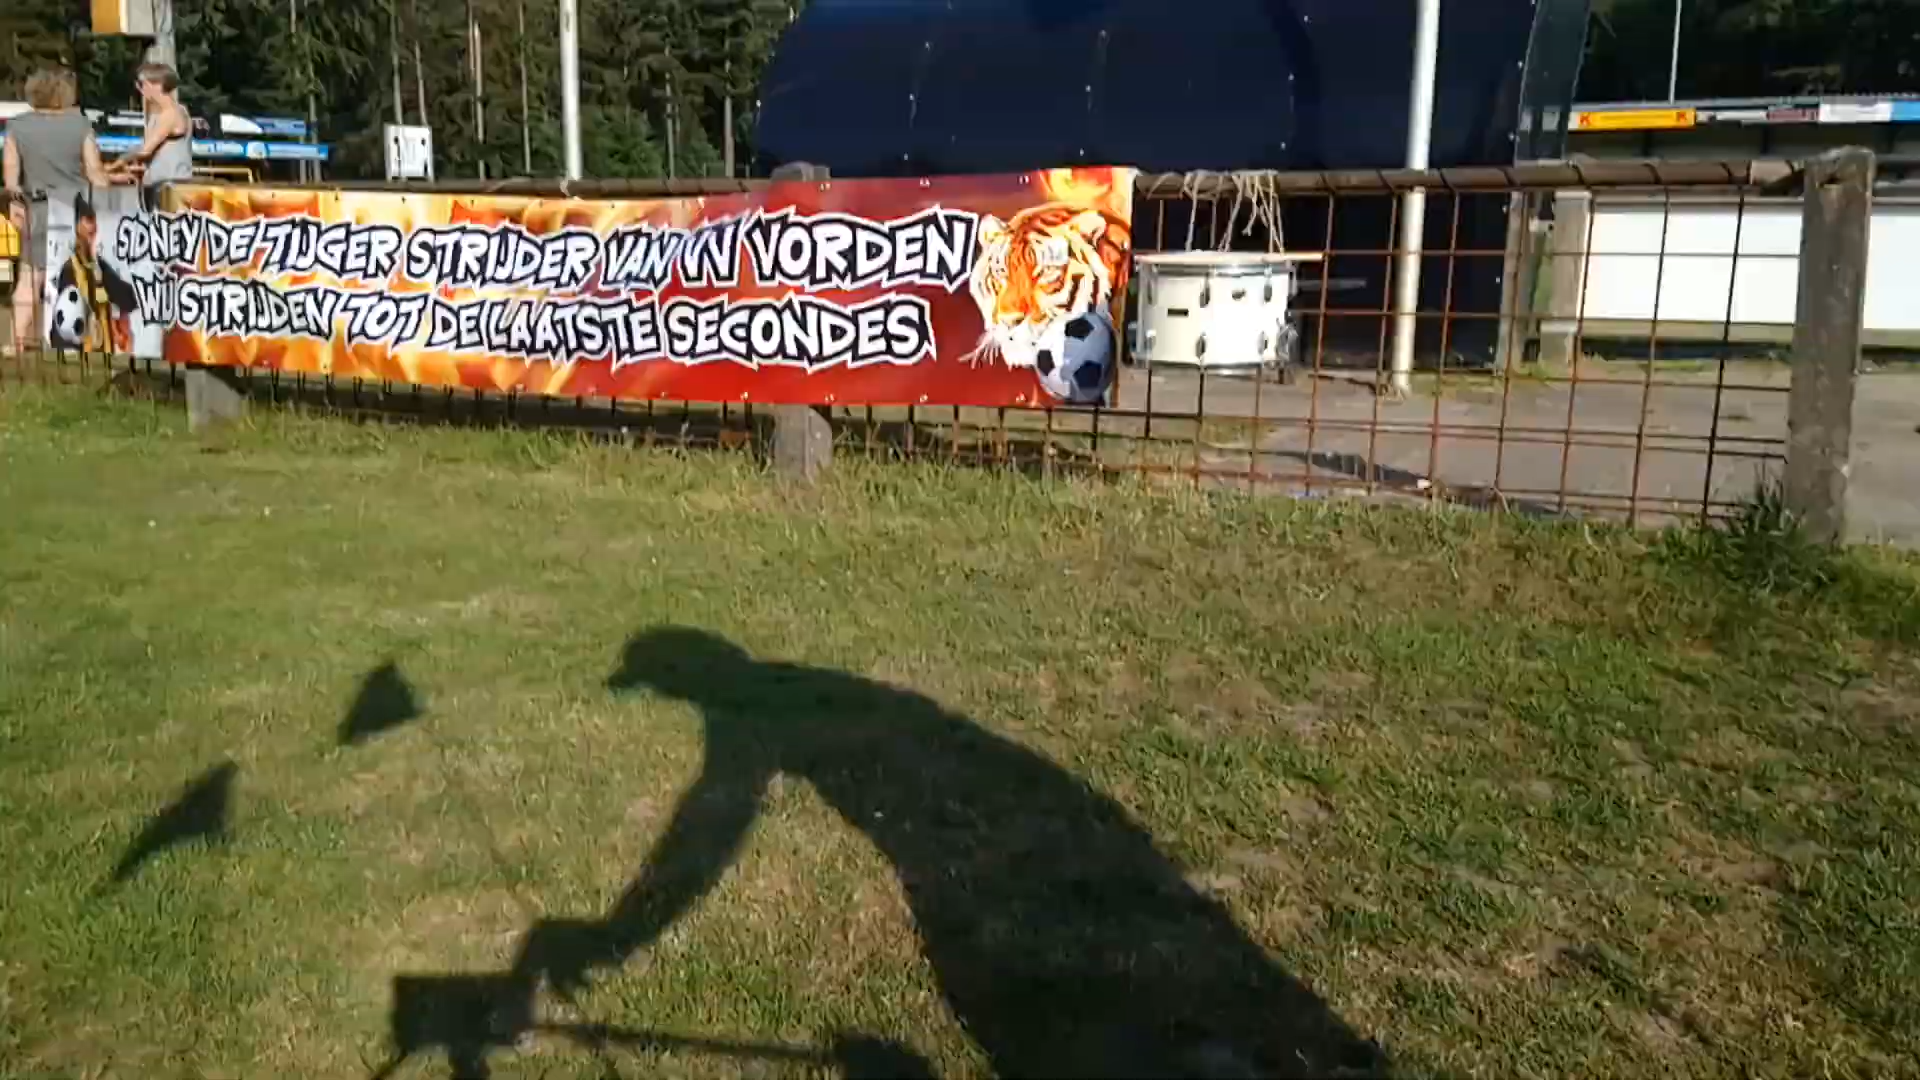 SIDNEY DE TIJGER STRIJDER VAN VV VORDEN
WIJ STRIJDEN TOT DE LAATSTE SECONDES.